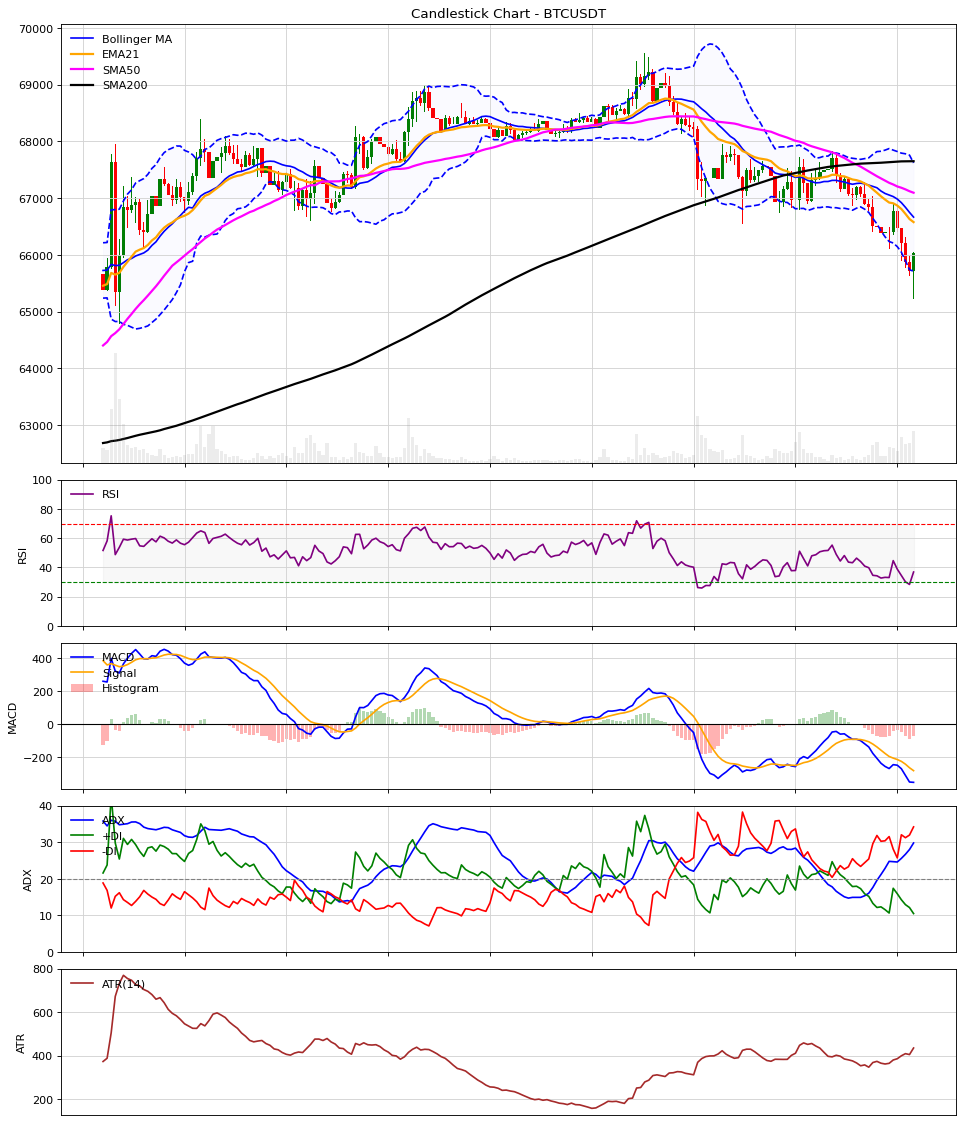 Candlestick Chart - BTCUSDT
70000
69000
68000
67000
66000
65000
64000
63000
Bollinger MA
EMA21
SMA50
SMA200
100
80
60
40
20
0
RSI
RSI
400
200
0
−200
MACD
MACD
Signal
Histogram
40
30
20
10
0
ADX
ADX
+DI
-DI
800
600
400
200
ATR
ATR(14)